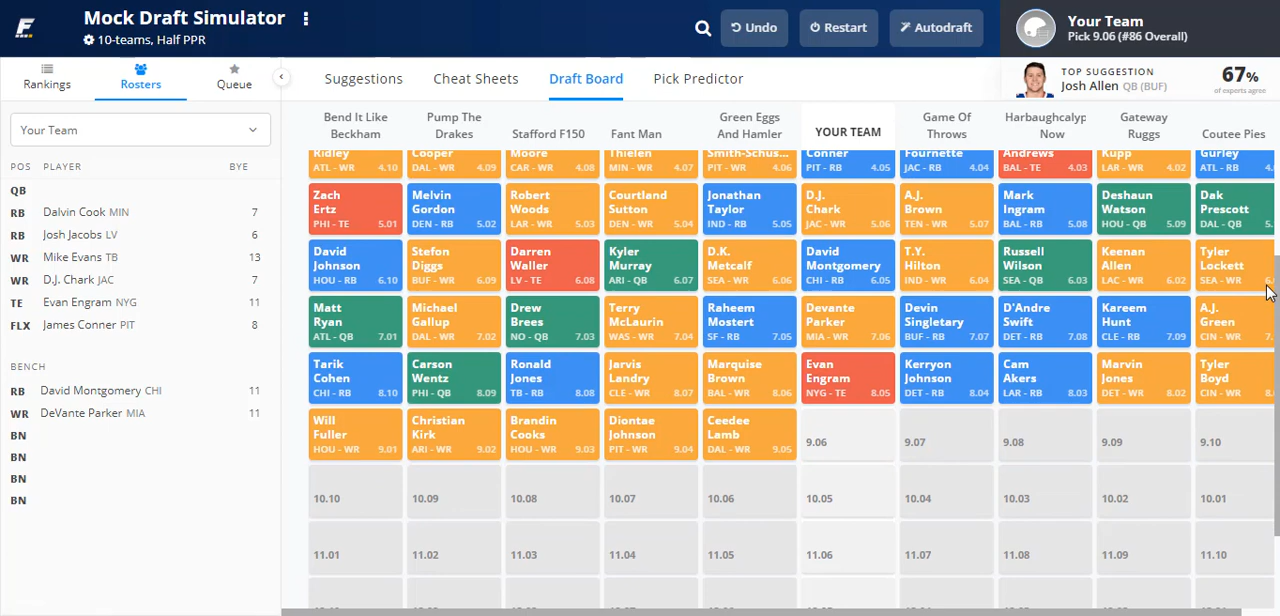 Mock Draft Simulator
10-teams, Half PPR
Undo
Restart
Autodraft
Your Team
Pick 9.06 (#86 Overall)
Rankings
Rosters
Queue
Suggestions
Cheat Sheets
Draft Board
Pick Predictor
TOP SUGGESTION
Josh Allen QB (BUF)
67%
of experts agree
Your Team
POS PLAYER BYE
QB
RB Dalvin Cook MIN 7
RB Josh Jacobs LV 6
WR Mike Evans TB 13
WR D.J. Chark JAC 7
TE Evan Engram NYG 11
FLX James Conner PIT 8
BENCH
RB David Montgomery CHI 11
WR DeVante Parker MIA 11
BN
BN
BN
BN
Bend It Like
Beckham
Pump The
Drakes
Stafford F150
Fant Man
Green Eggs
And Hamler
YOUR TEAM
Game Of
Throws
Harbaughcalyp
Now
Gateway
Ruggs
Coutee Pies
Ridley
ATL - WR 4.10
Cooper
DAL - WR 4.09
Moore
CAR - WR 4.08
Thielen
MIN - WR 4.07
Smith-Schus...
PIT - WR 4.06
Conner
PIT - RB 4.05
Fournette
JAC - RB 4.04
Andrews
BAL - TE 4.03
Kupp
LAR - WR 4.02
Gurley
ATL - RB 4.
Zach
Ertz
PHI - TE 5.01
Melvin
Gordon
DEN - RB 5.02
Robert
Woods
LAR - WR 5.03
Courtland
Sutton
DEN - WR 5.04
Jonathan
Taylor
IND - RB 5.05
D.J.
Chark
JAC - WR 5.06
A.J.
Brown
TEN - WR 5.07
Mark
Ingram
BAL - RB 5.08
Deshaun
Watson
HOU - QB 5.09
Dak
Prescott
DAL - QB 5.
David
Johnson
HOU - RB 6.10
Stefon
Diggs
BUF - WR 6.09
Darren
Waller
LV - TE 6.08
Kyler
Murray
ARI - QB 6.07
D.K.
Metcalf
SEA - WR 6.06
David
Montgomery
CHI - RB 6.05
T.Y.
Hilton
IND - WR 6.04
Russell
Wilson
SEA - QB 6.03
Keenan
Allen
LAC - WR 6.02
Tyler
Lockett
SEA - WR
Matt
Ryan
ATL - QB 7.01
Michael
Gallup
DAL - WR 7.02
Drew
Brees
NO - QB 7.03
Terry
McLaurin
WAS - WR 7.04
Raheem
Mostert
SF - RB 7.05
Devante
Parker
MIA - WR 7.06
Devin
Singletary
BUF - RB 7.07
D'Andre
Swift
DET - RB 7.08
Kareem
Hunt
CLE - RB 7.09
A.J.
Green
CIN - WR 7.
Tarik
Cohen
CHI - RB 8.10
Carson
Wentz
PHI - QB 8.09
Ronald
Jones
TB - RB 8.08
Jarvis
Landry
CLE - WR 8.07
Marquise
Brown
BAL - WR 8.06
Evan
Engram
NYG - TE 8.05
Kerryon
Johnson
DET - RB 8.04
Cam
Akers
LAR - RB 8.03
Marvin
Jones
DET - WR 8.02
Tyler
Boyd
CIN - WR 8.
Will
Fuller
HOU - WR 9.01
Christian
Kirk
ARI - WR 9.02
Brandin
Cooks
HOU - WR 9.03
Diontae
Johnson
PIT - WR 9.04
Ceedee
Lamb
DAL - WR 9.05
9.06
9.07
9.08
9.09
9.10
10.10
10.09
10.08
10.07
10.06
10.05
10.04
10.03
10.02
10.01
11.01
11.02
11.03
11.04
11.05
11.06
11.07
11.08
11.09
11.10